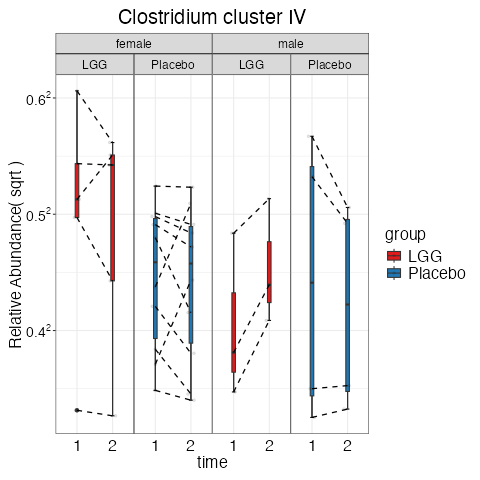 Clostridium cluster IV
female male
LGG Placebo LGG Placebo
0.6²
0.5²
0.4²
Relative Abundance( sqrt )
1 2 1 2 1 2 1 2
time
group
LGG
Placebo